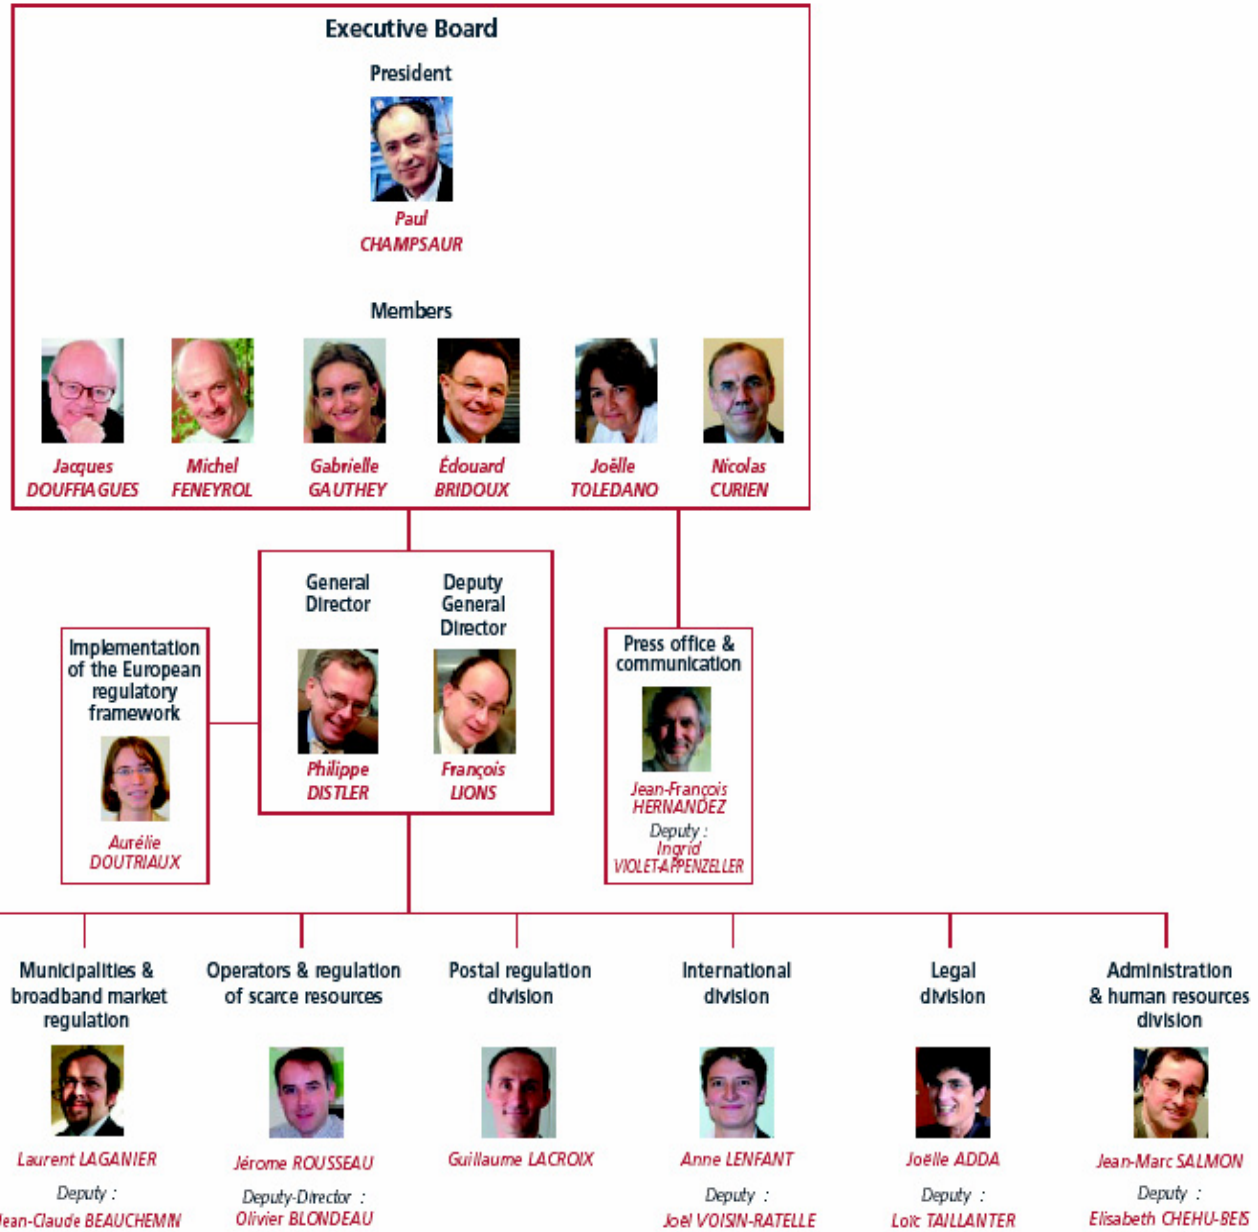 Executive Board
President
Paul
CHAMPSAUR
Members
Jacques
DOUFFIAGUES
Michel
FENEYROL
Gabrielle
GAUTHEY
Édouard
BRIDOUX
Joëlle
TOLEDANO
Nicolas
CURIEN
General
Director
Philippe
DISTLER
Deputy
General
Director
François
LIONS
Implementation
of the European
regulatory
framework
Aurélie
DOUTRIAUX
Press office &
communication
Jean-François
HERNANDEZ
Deputy :
Ingrid
VIOLET-APPENZELLER
Municipalities &
broadband market
regulation
Laurent LAGANIER
Deputy :
Jean-Claude BEAUCHEMIN
Operators & regulation
of scarce resources
Jérome ROUSSEAU
Deputy-Director :
Olivier BLONDEAU
Postal regulation
division
Guillaume LACROIX
International
division
Anne LENFANT
Deputy :
Joël VOISIN-RATELLE
Legal
division
Joëlle ADDA
Deputy :
Loïc TAILLANTER
Administration
& human resources
division
Jean-Marc SALMON
Deputy :
Elisabeth CHEHU-BEIS